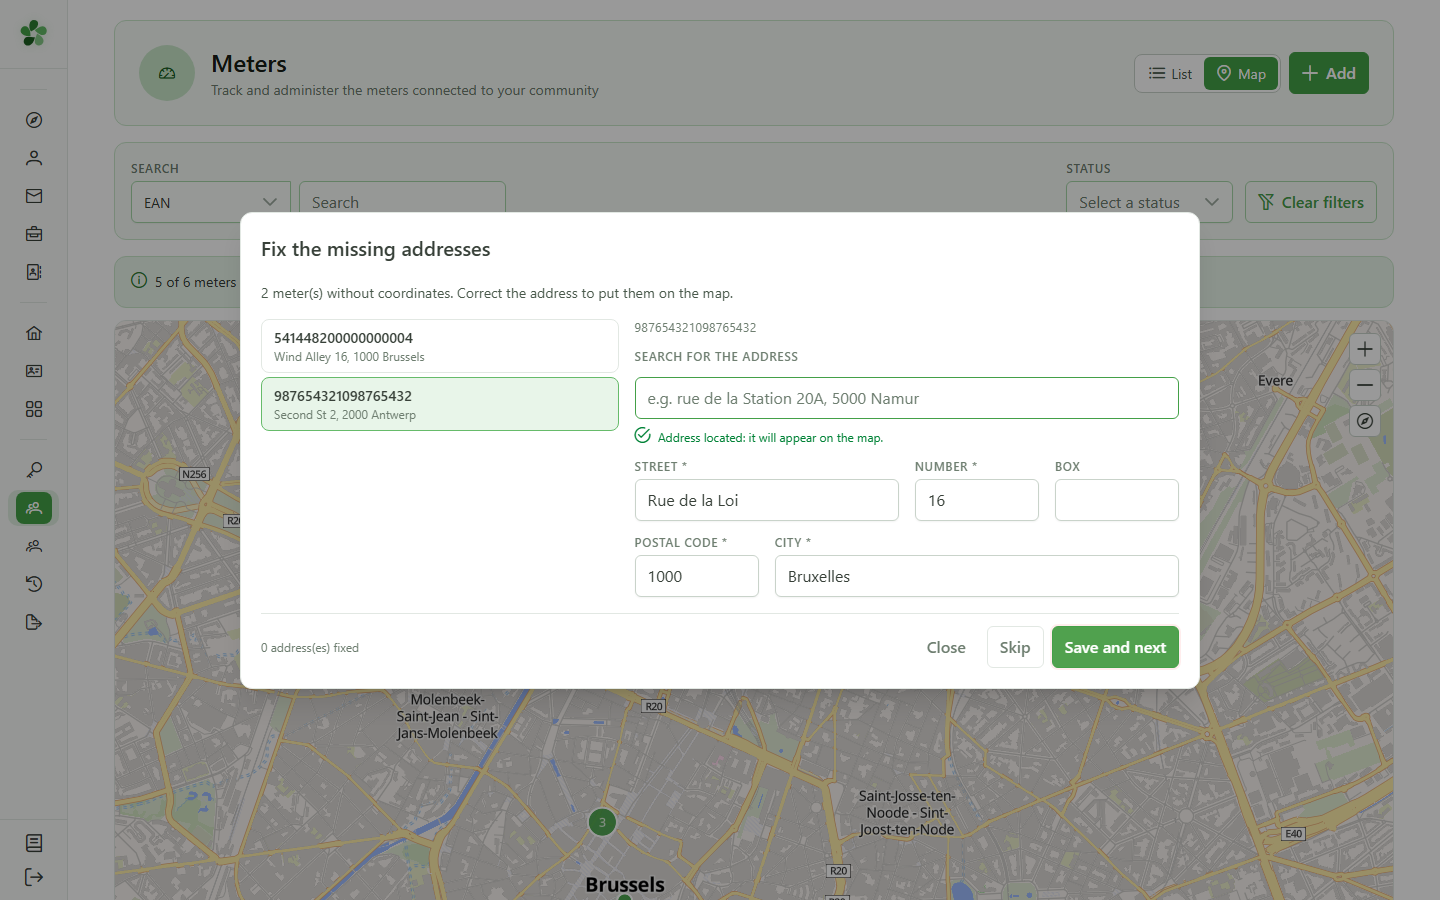 Meters
Track and administer the meters connected to your community
List
Map
Add
SEARCH
EAN
Search
STATUS
Select a status
Clear filters
5 of 6 meters
Fix the missing addresses
2 meter(s) without coordinates. Correct the address to put them on the map.
541448200000000004
Wind Alley 16, 1000 Brussels
987654321098765432
Second St 2, 2000 Antwerp
987654321098765432
SEARCH FOR THE ADDRESS
e.g. rue de la Station 20A, 5000 Namur
Address located: it will appear on the map.
STREET *
NUMBER *
BOX
Rue de la Loi
16
POSTAL CODE *
CITY *
1000
Bruxelles
0 address(es) fixed
Close
Skip
Save and next
Evere
N256
R20
Molenbeek-
Saint-Jean - Sint-
Jans-Molenbeek
Saint-Josse-ten-
Noode - Sint-
Joost-ten-Node
3
E40
R20
Brussels